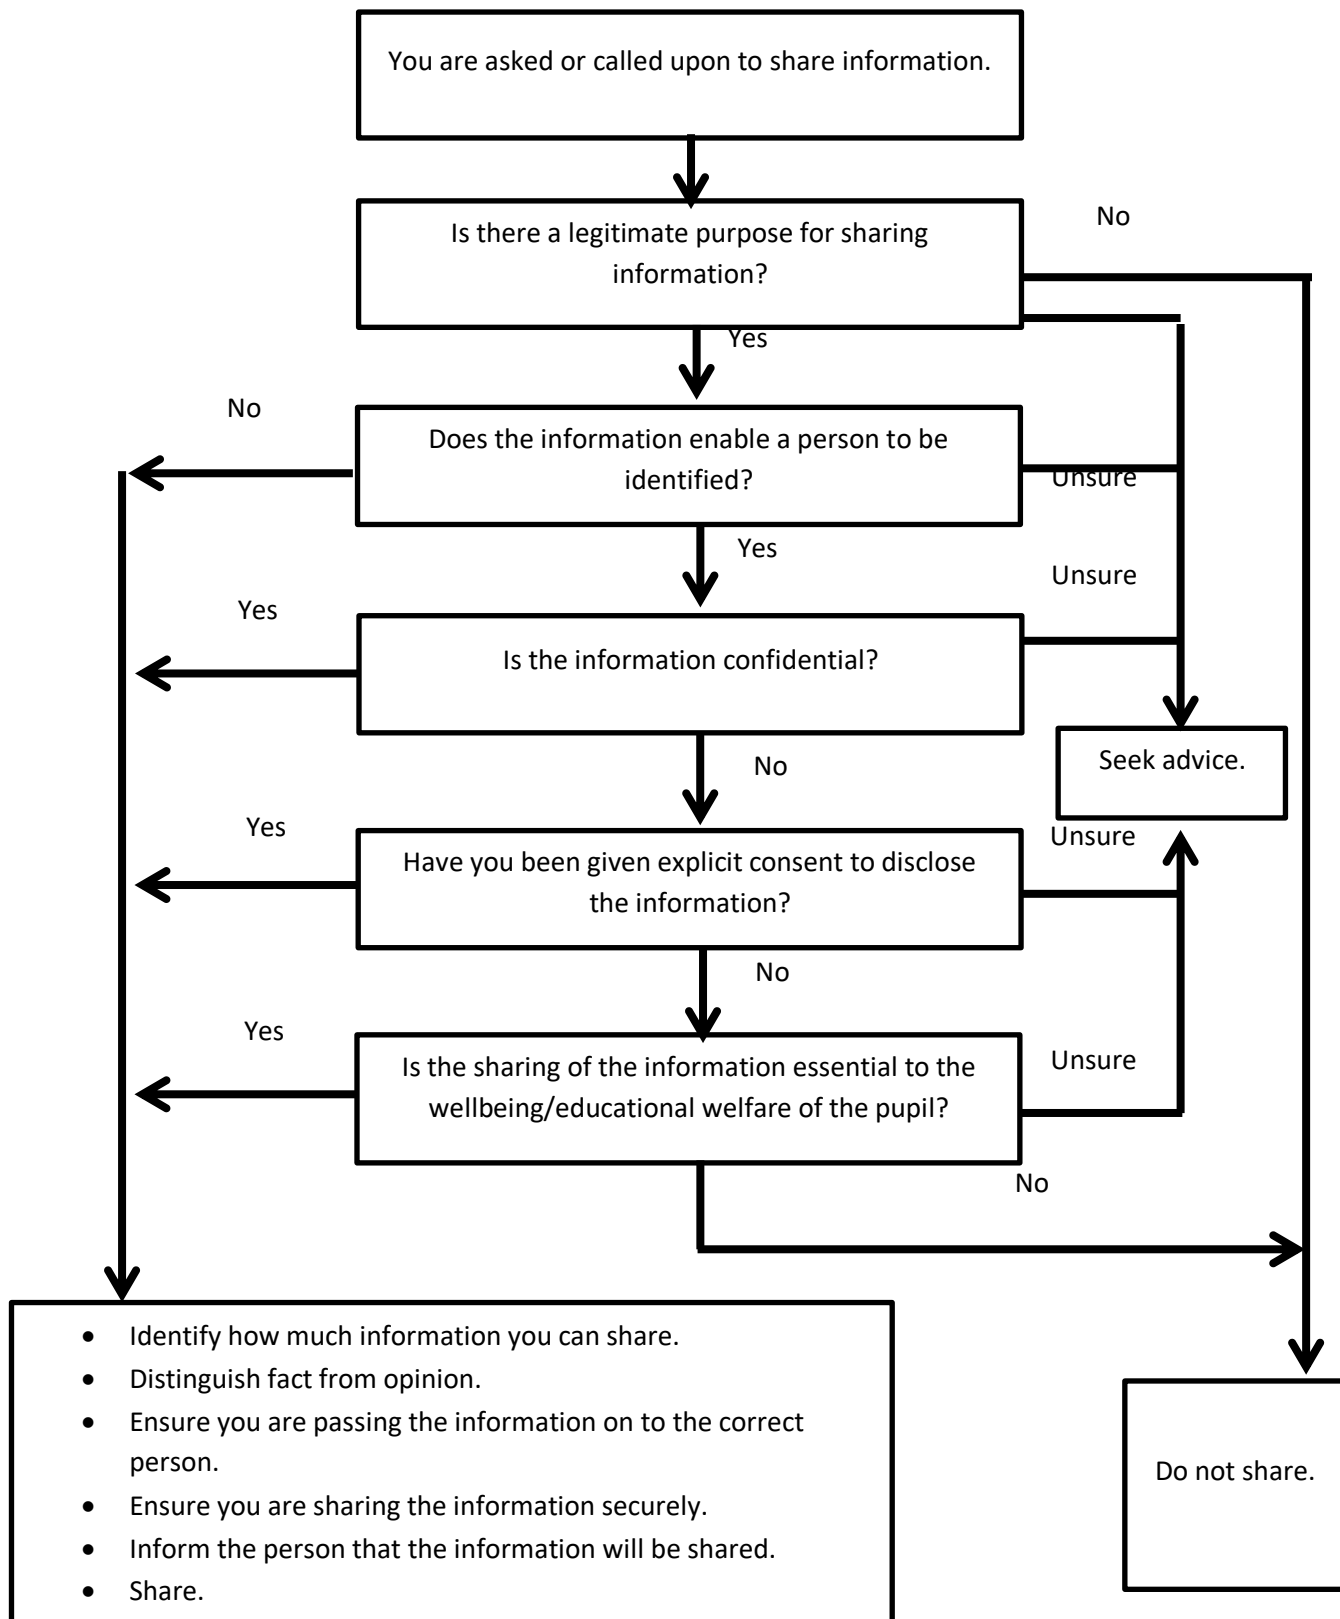 You are asked or called upon to share information.
No
Is there a legitimate purpose for sharing
information?
Yes
No
Does the information enable a person to be
identified?
Unsure
Yes
Unsure
Yes
Is the information confidential?
No
Seek advice.
Yes
Unsure
Have you been given explicit consent to disclose
the information?
No
Yes
Unsure
Is the sharing of the information essential to the
wellbeing/educational welfare of the pupil?
No
• Identify how much information you can share.
• Distinguish fact from opinion.
• Ensure you are passing the information on to the correct
person.
• Ensure you are sharing the information securely.
• Inform the person that the information will be shared.
• Share.
Do not share.